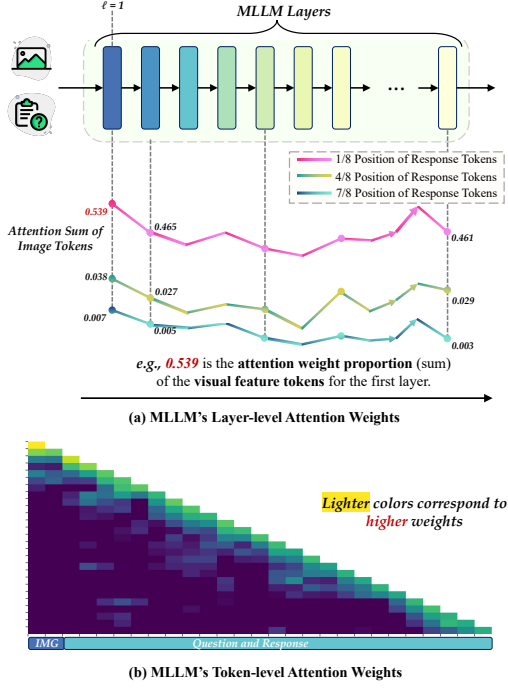 ℓ = 1
MLLM Layers
...
1/8 Position of Response Tokens
4/8 Position of Response Tokens
7/8 Position of Response Tokens
0.539
Attention Sum of
Image Tokens
0.465
0.461
0.038
0.027
0.029
0.007
0.005
0.003
e.g., 0.539 is the attention weight proportion (sum)
of the visual feature tokens for the first layer.
(a) MLLM's Layer-level Attention Weights
Lighter colors correspond to
higher weights
IMG
Question and Response
(b) MLLM's Token-level Attention Weights